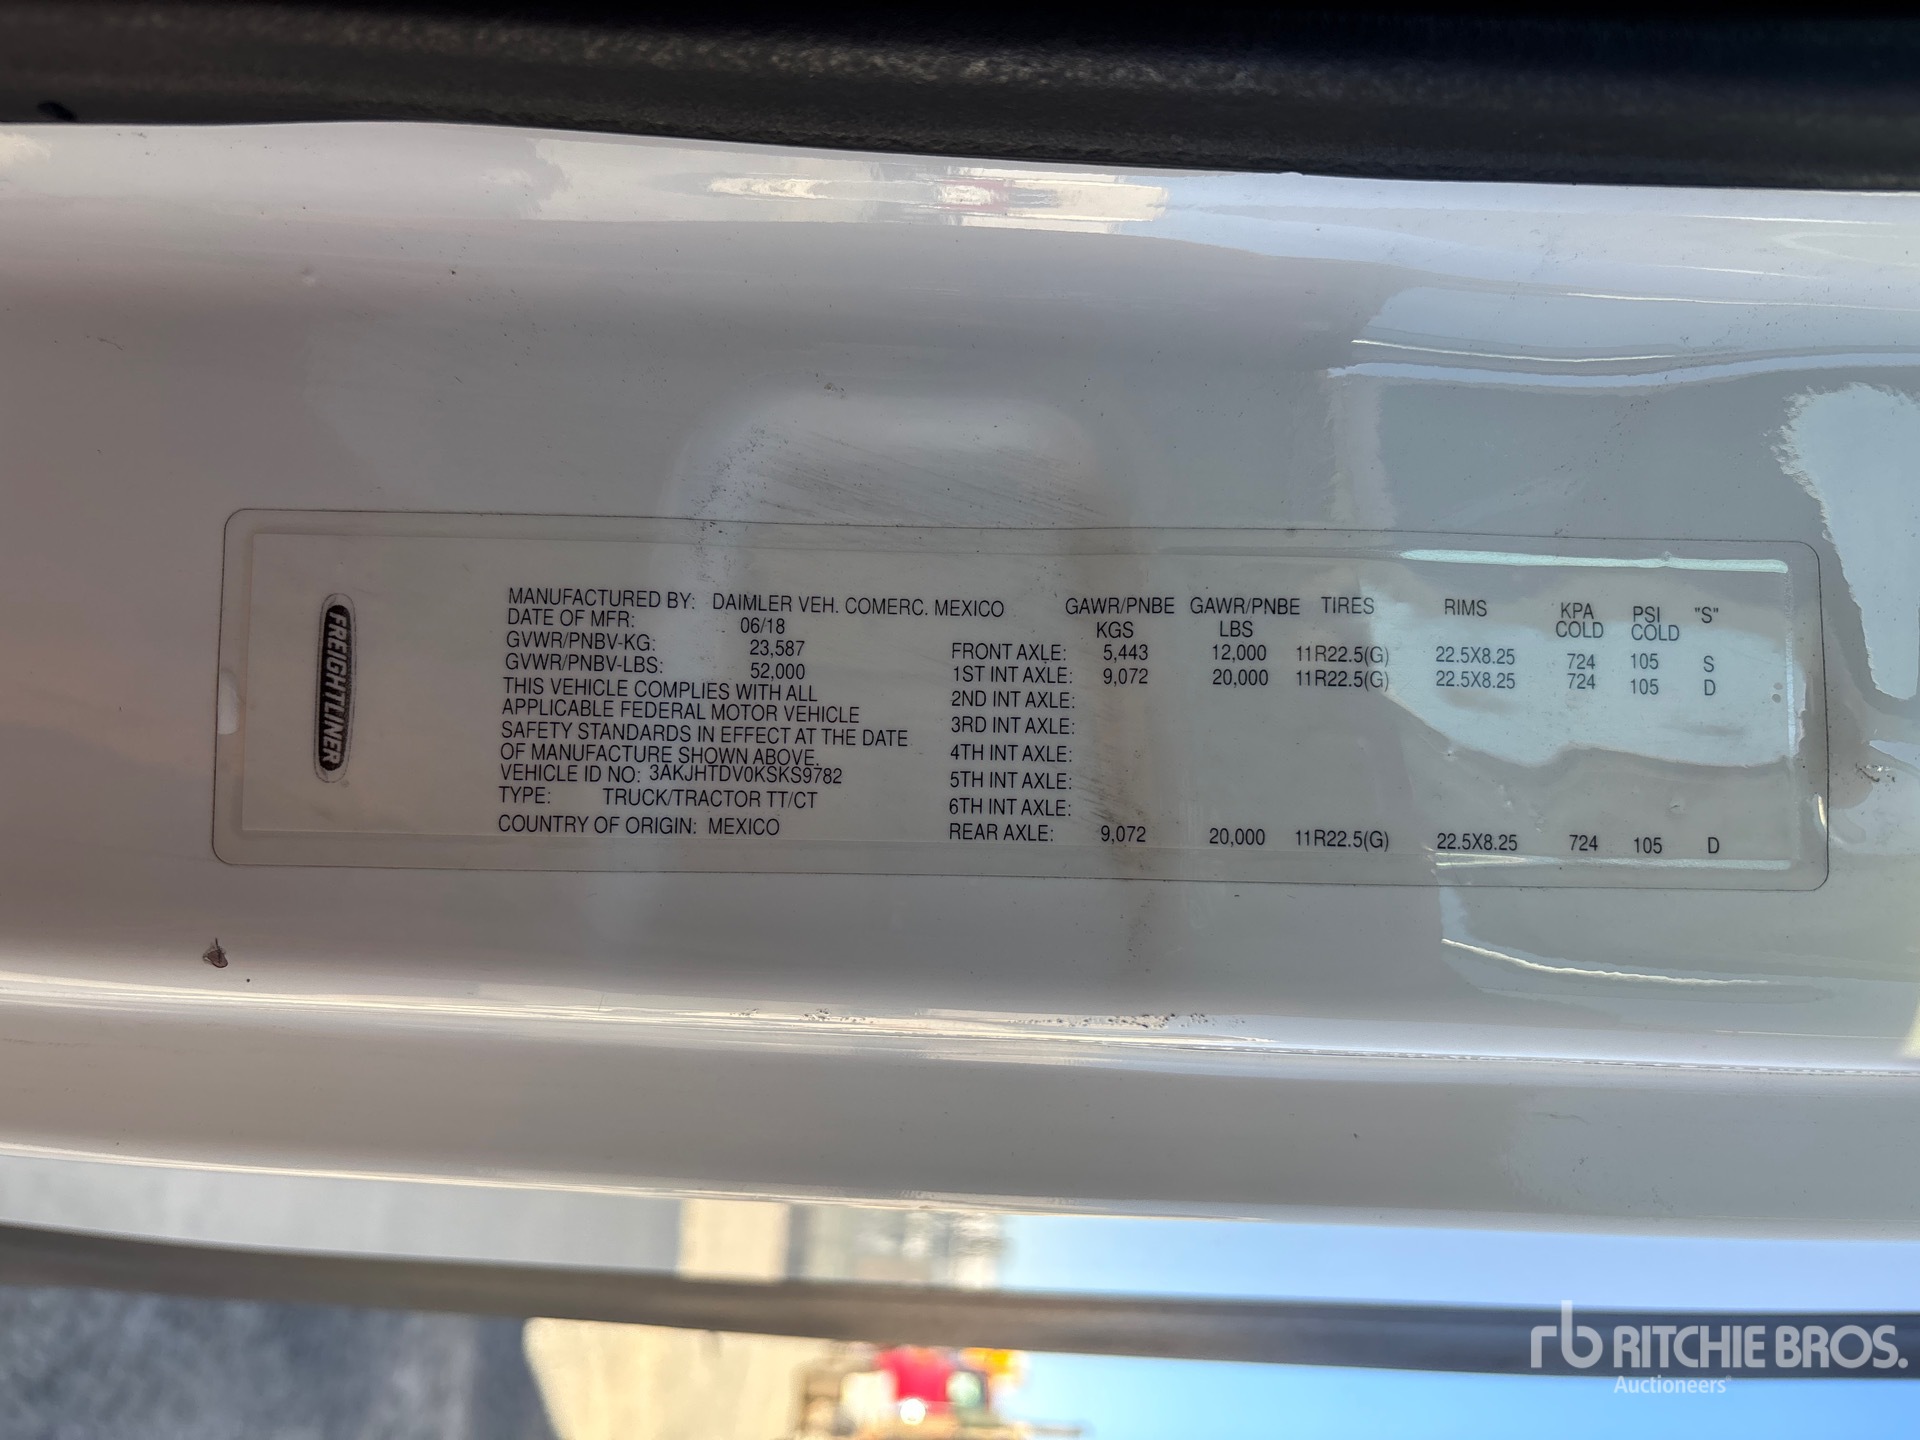 FREIGHTLINER
MANUFACTURED BY: DAIMLER VEH. COMERC. MEXICO
DATE OF MFR: 06/18
GVWR/PNBV-KG: 23,587
GVWR/PNBV-LBS: 52,000
THIS VEHICLE COMPLIES WITH ALL
APPLICABLE FEDERAL MOTOR VEHICLE
SAFETY STANDARDS IN EFFECT AT THE DATE
OF MANUFACTURE SHOWN ABOVE.
VEHICLE ID NO: 3AKJHTDV0KSKS9782
TYPE: TRUCK/TRACTOR TT/CT
COUNTRY OF ORIGIN: MEXICO
GAWR/PNBE GAWR/PNBE TIRES RIMS KPA PSI "S"
KGS LBS COLD COLD
FRONT AXLE: 5,443 12,000 11R22.5(G) 22.5X8.25 724 105 S
1ST INT AXLE: 9,072 20,000 11R22.5(G) 22.5X8.25 724 105 D
2ND INT AXLE:
3RD INT AXLE:
4TH INT AXLE:
5TH INT AXLE:
6TH INT AXLE:
REAR AXLE: 9,072 20,000 11R22.5(G) 22.5X8.25 724 105 D
rb RITCHIE BROS.
Auctioneers